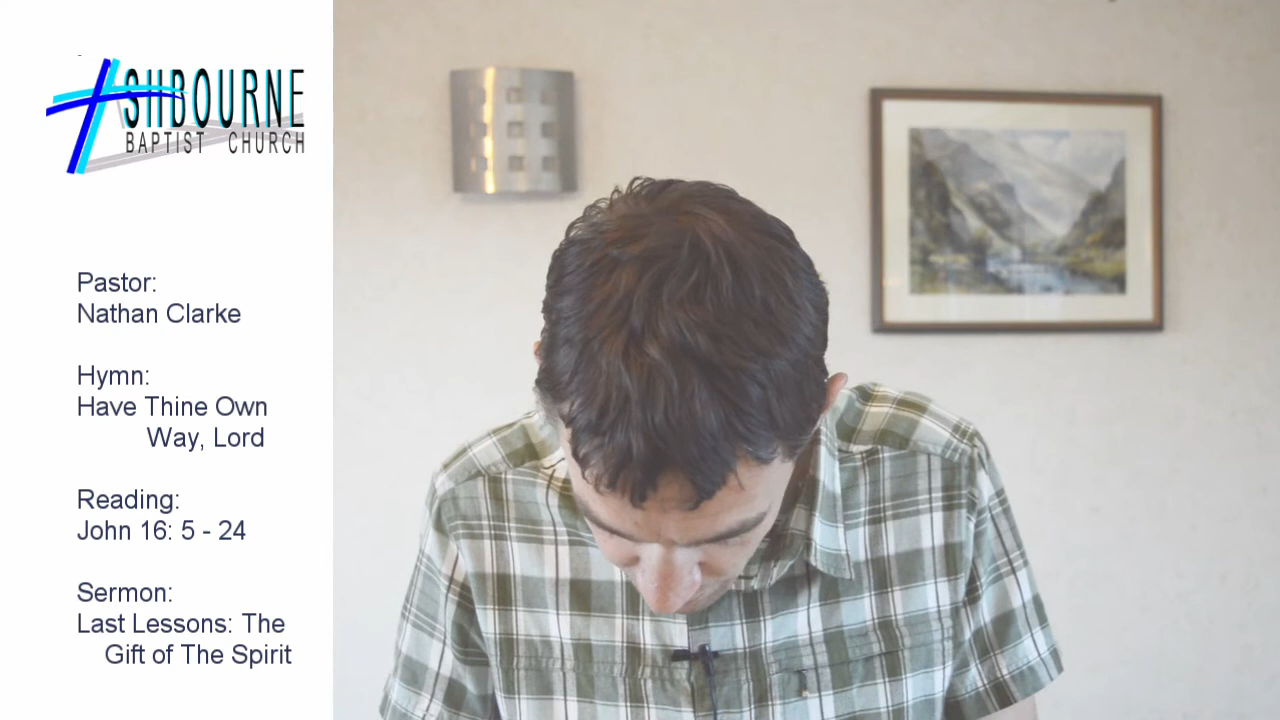 SHBOURNE
BAPTIST CHURCH
Pastor:
Nathan Clarke
Hymn:
Have Thine Own
Way, Lord
Reading:
John 16: 5 - 24
Sermon:
Last Lessons: The
Gift of The Spirit